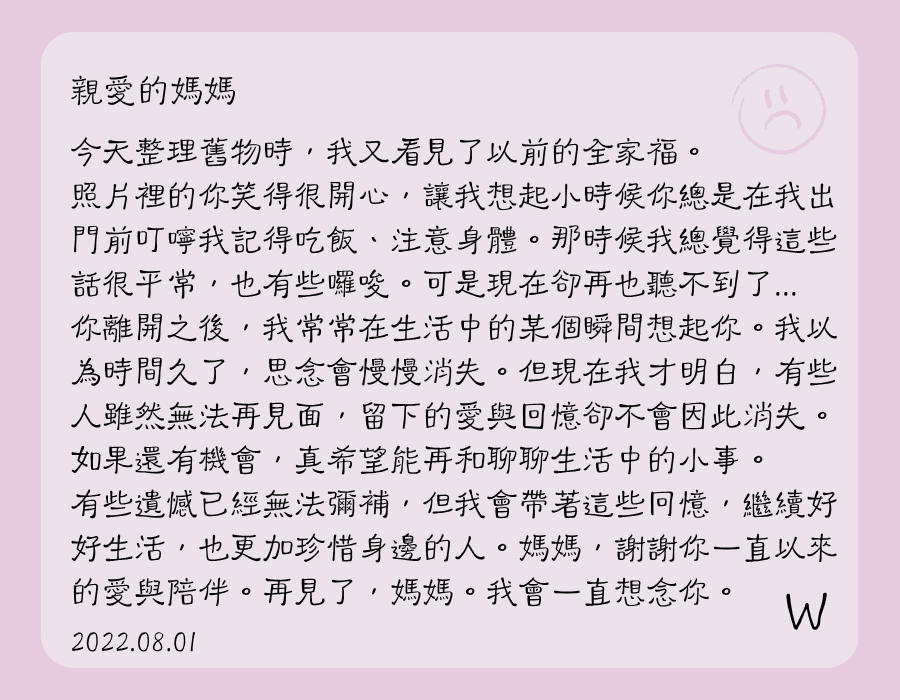 親愛的媽媽
今天整理舊物時，我又看見了以前的全家福。
照片裡的你笑得很開心，讓我想起小時候你總是在我出
門前叮嚀我記得吃飯、注意身體。那時候我總覺得這些
話很平常，也有些囉唆。可是現在卻再也聽不到了...
你離開之後，我常常在生活中的某個瞬間想起你。我以
為時間久了，思念會慢慢消失。但現在我才明白，有些
人雖然無法再見面，留下的愛與回憶卻不會因此消失。
如果還有機會，真希望能再和聊聊生活中的小事。
有些遺憾已經無法彌補，但我會帶著這些回憶，繼續好
好生活，也更加珍惜身邊的人。媽媽，謝謝你一直以來
的愛與陪伴。再見了，媽媽。我會一直想念你。
W
2022.08.01